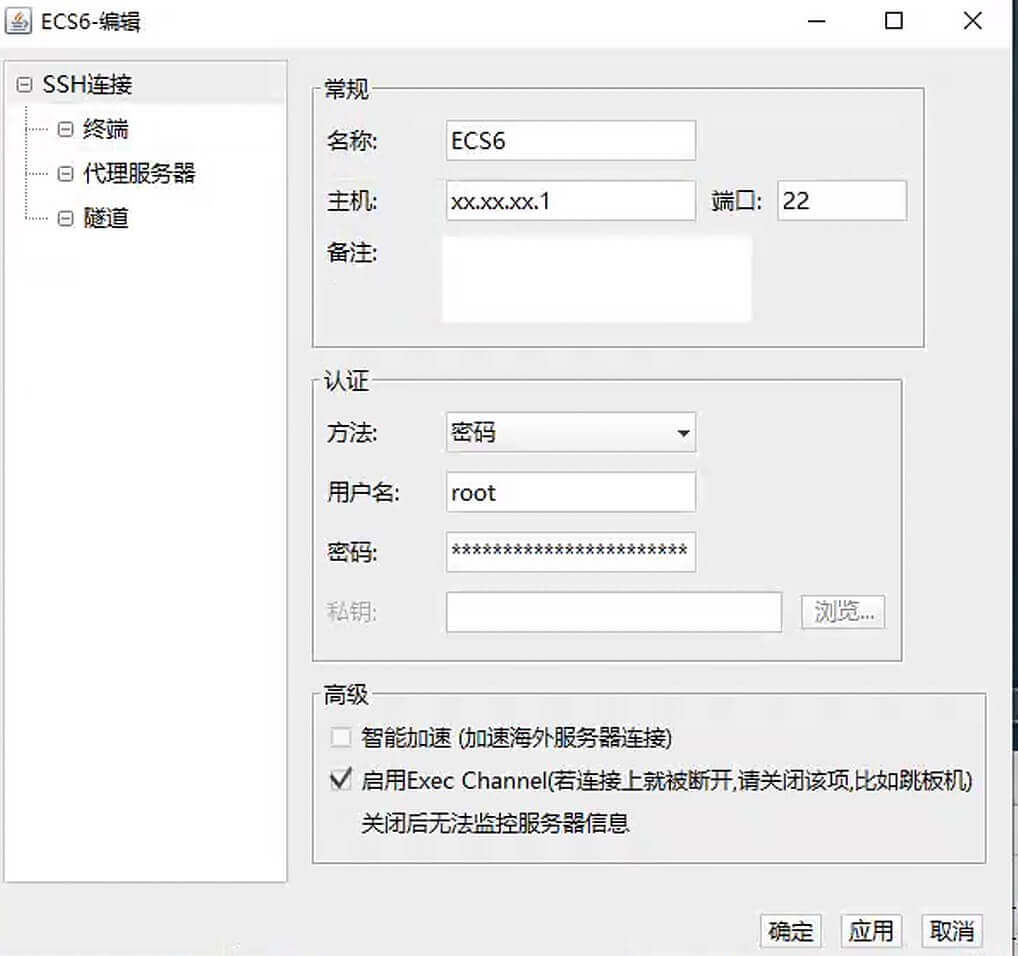 ECS6-编辑
SSH连接
终端
代理服务器
隧道
常规
名称: ECS6
主机: xx.xx.xx.1 端口: 22
备注:
认证
方法: 密码
用户名: root
密码: ***********************
私钥: 浏览...
高级
智能加速 (加速海外服务器连接)
启用Exec Channel(若连接上就被断开,请关闭该项,比如跳板机)
关闭后无法监控服务器信息
确定 应用 取消